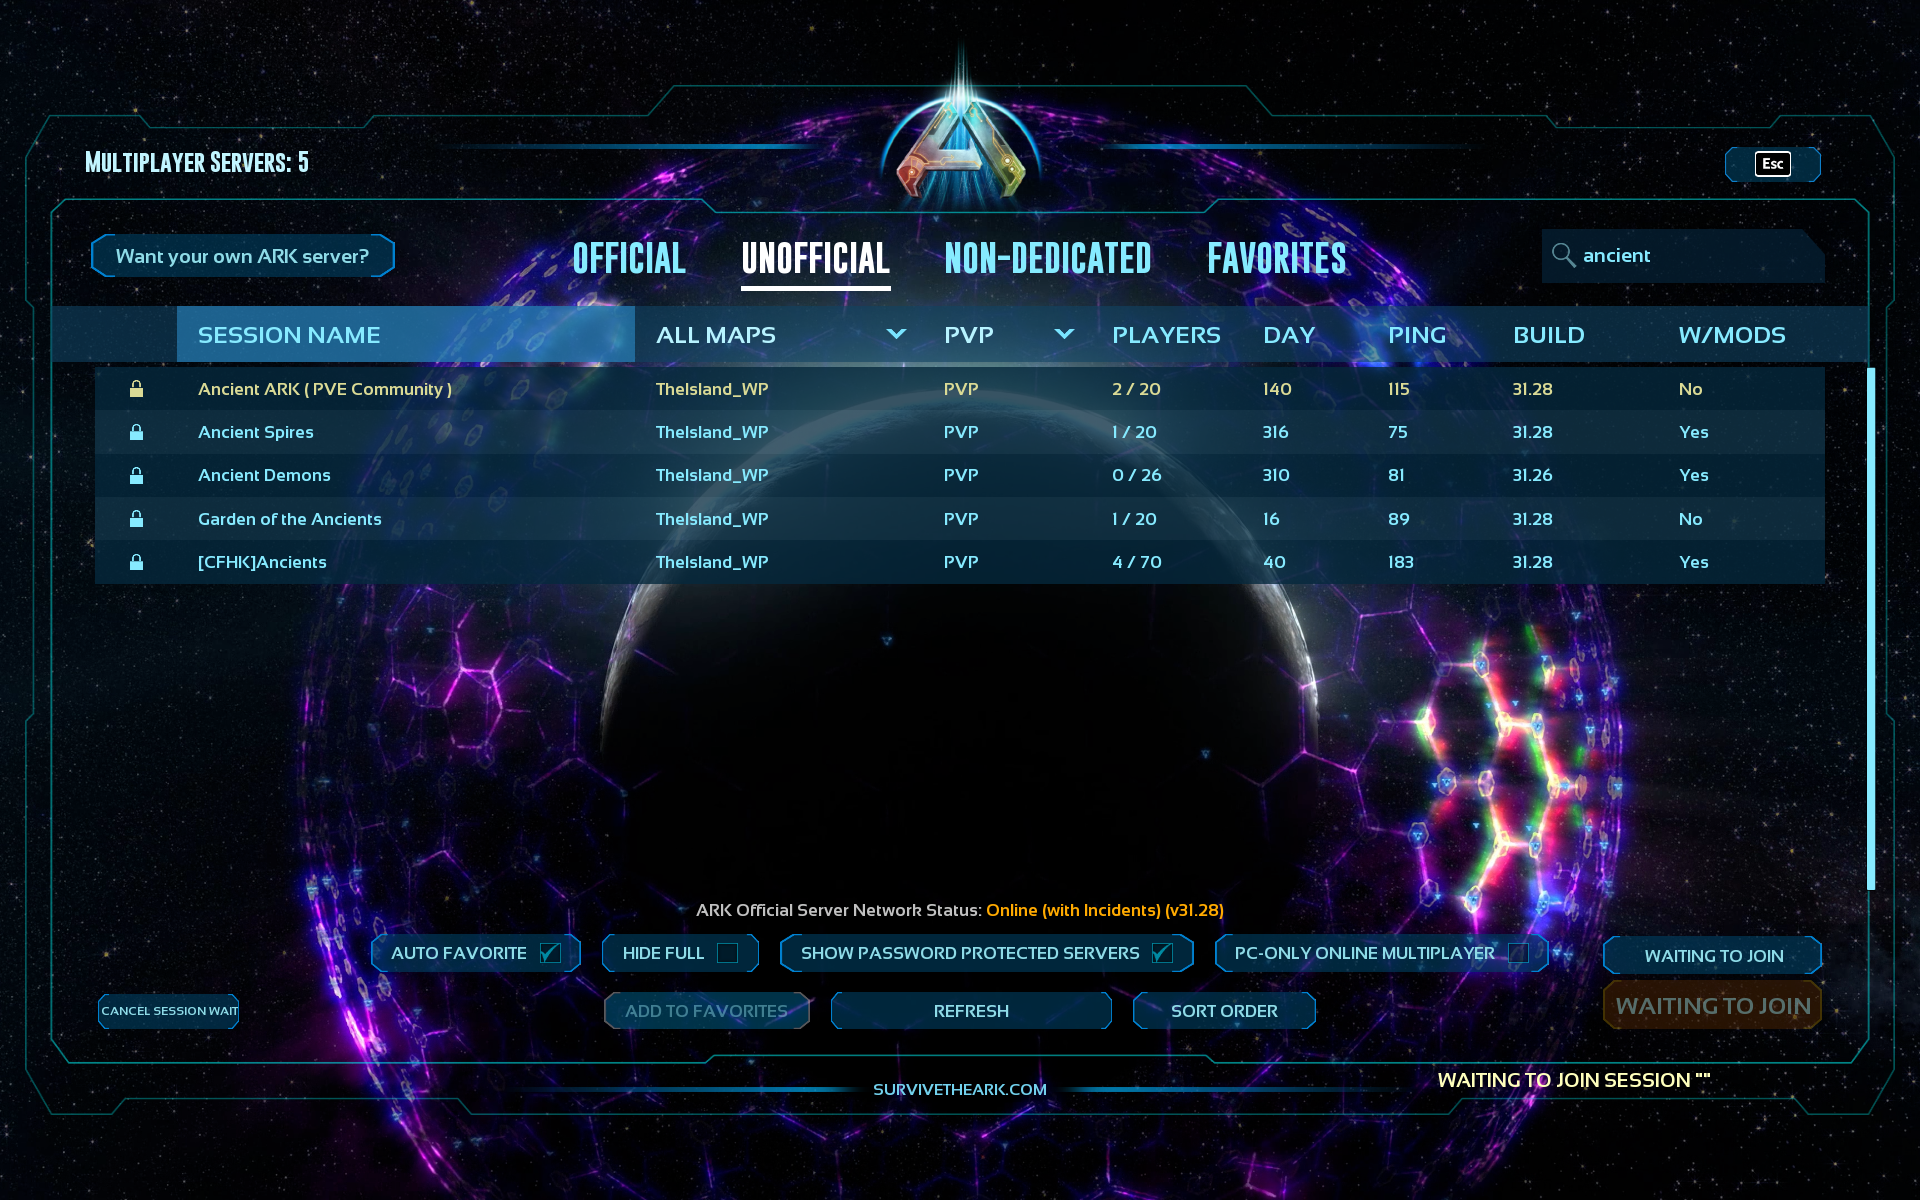 MULTIPLAYER SERVERS: 5
Esc
Want your own ARK server?
OFFICIAL UNOFFICIAL NON-DEDICATED FAVORITES
ancient
SESSION NAME ALL MAPS PVP PLAYERS DAY PING BUILD W/MODS
Ancient ARK ( PVE Community ) TheIsland_WP PVP 2 / 20 140 115 31.28 No
Ancient Spires TheIsland_WP PVP 1 / 20 316 75 31.28 Yes
Ancient Demons TheIsland_WP PVP 0 / 26 310 81 31.26 Yes
Garden of the Ancients TheIsland_WP PVP 1 / 20 16 89 31.28 No
[CFHK]Ancients TheIsland_WP PVP 4 / 70 40 183 31.28 Yes
ARK Official Server Network Status: Online (with Incidents) (v31.28)
AUTO FAVORITE HIDE FULL SHOW PASSWORD PROTECTED SERVERS PC-ONLY ONLINE MULTIPLAYER WAITING TO JOIN
CANCEL SESSION WAIT ADD TO FAVORITES REFRESH SORT ORDER WAITING TO JOIN
WAITING TO JOIN SESSION ""
SURVIVETHEARK.COM